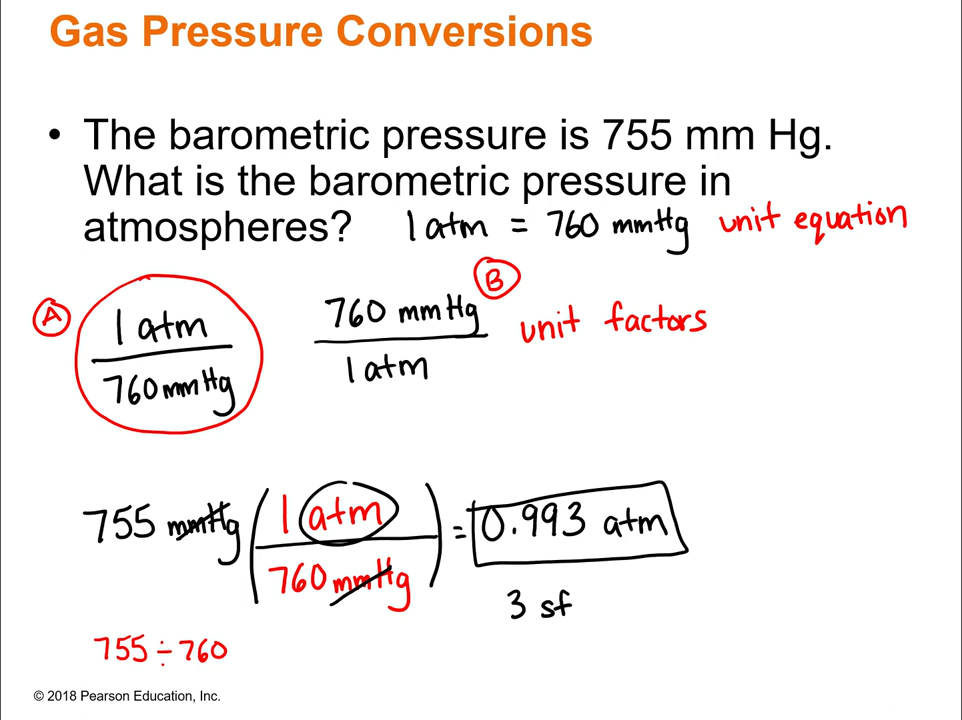 Gas Pressure Conversions
• The barometric pressure is 755 mm Hg.
What is the barometric pressure in
atmospheres? 1 atm = 760 mmHg unit equation
A 1 atm / 760 mmHg 760 mmHg / 1 atm B unit factors
755 mmHg ( 1 atm / 760 mmHg ) = 0.993 atm
3 sf
755 ÷ 760
© 2018 Pearson Education, Inc.